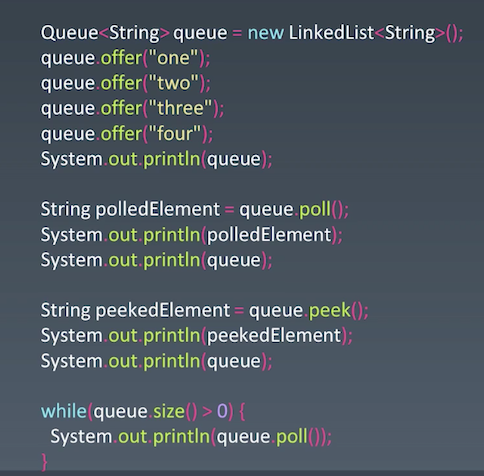 Queue<String> queue = new LinkedList<String>();
queue.offer("one");
queue.offer("two");
queue.offer("three");
queue.offer("four");
System.out.println(queue);
String polledElement = queue.poll();
System.out.println(polledElement);
System.out.println(queue);
String peekedElement = queue.peek();
System.out.println(peekedElement);
System.out.println(queue);
while(queue.size() > 0) {
System.out.println(queue.poll());
}